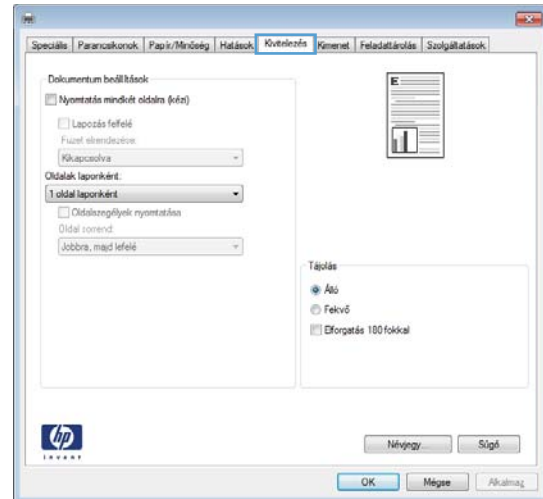 Speciális Parancsikonok Papír/Minőség Hatások Kivitelezés Kimenet Feladattárolás Szolgáltatások
Dokumentum beállítások
Nyomtatás mindkét oldalra (kézi)
Lapozás felfelé
Füzet elrendezése:
Kikapcsolva
Oldalak laponként:
1 oldal laponként
Oldalszegélyek nyomtatása
Oldal sorrend:
Jobbra, majd lefelé
E
Tájolás
Álló
Fekvő
Elforgatás 180 fokkal
hp
invent
Névjegy... Súgó
OK Mégse Alkalmaz